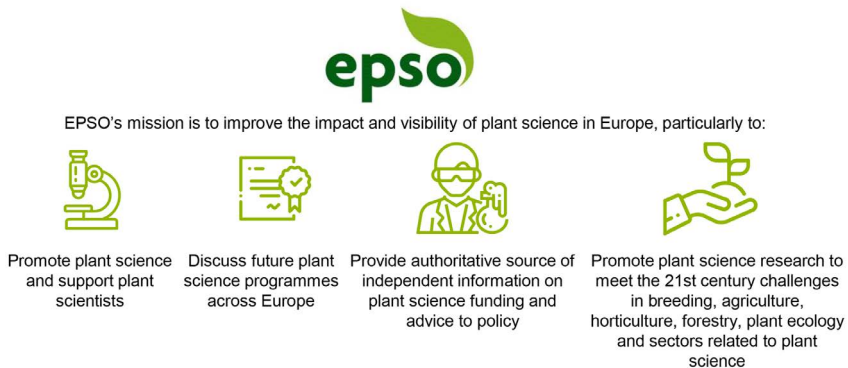 epso
EPSO's mission is to improve the impact and visibility of plant science in Europe, particularly to:
Promote plant science
and support plant
scientists
Discuss future plant
science programmes
across Europe
Provide authoritative source of
independent information on
plant science funding and
advice to policy
Promote plant science research to
meet the 21st century challenges
in breeding, agriculture,
horticulture, forestry, plant ecology
and sectors related to plant
science